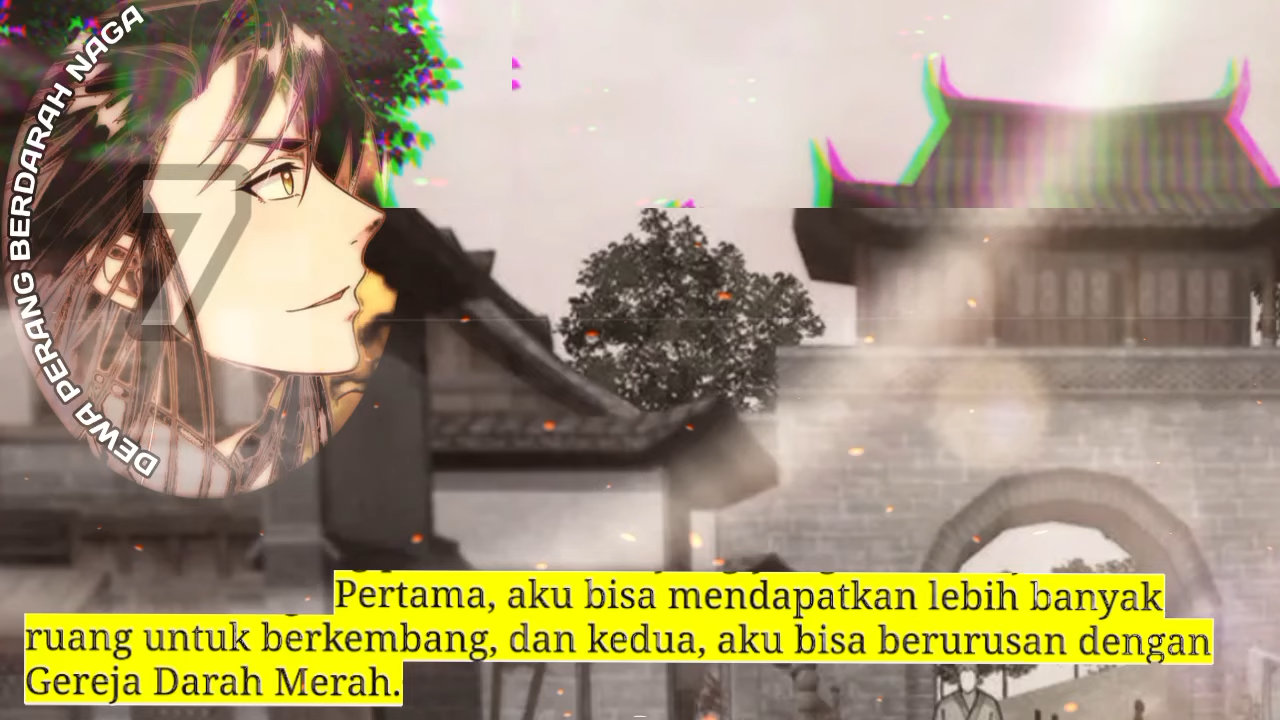 DEWA PERANG BERDARAH NAGA
7
Pertama, aku bisa mendapatkan lebih banyak
ruang untuk berkembang, dan kedua, aku bisa berurusan dengan
Gereja Darah Merah.